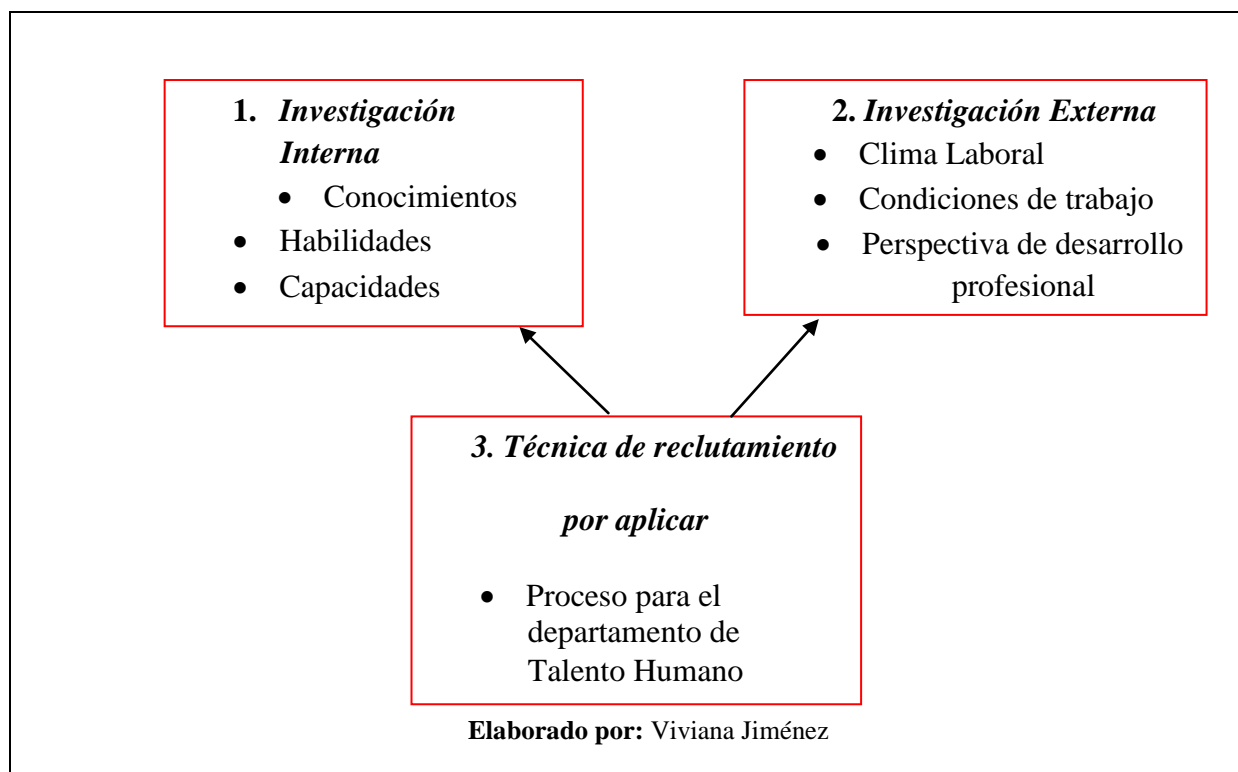 1. Investigación
Interna
• Conocimientos
• Habilidades
• Capacidades
2. Investigación Externa
• Clima Laboral
• Condiciones de trabajo
• Perspectiva de desarrollo
profesional
3. Técnica de reclutamiento
por aplicar
• Proceso para el
departamento de
Talento Humano
Elaborado por: Viviana Jiménez